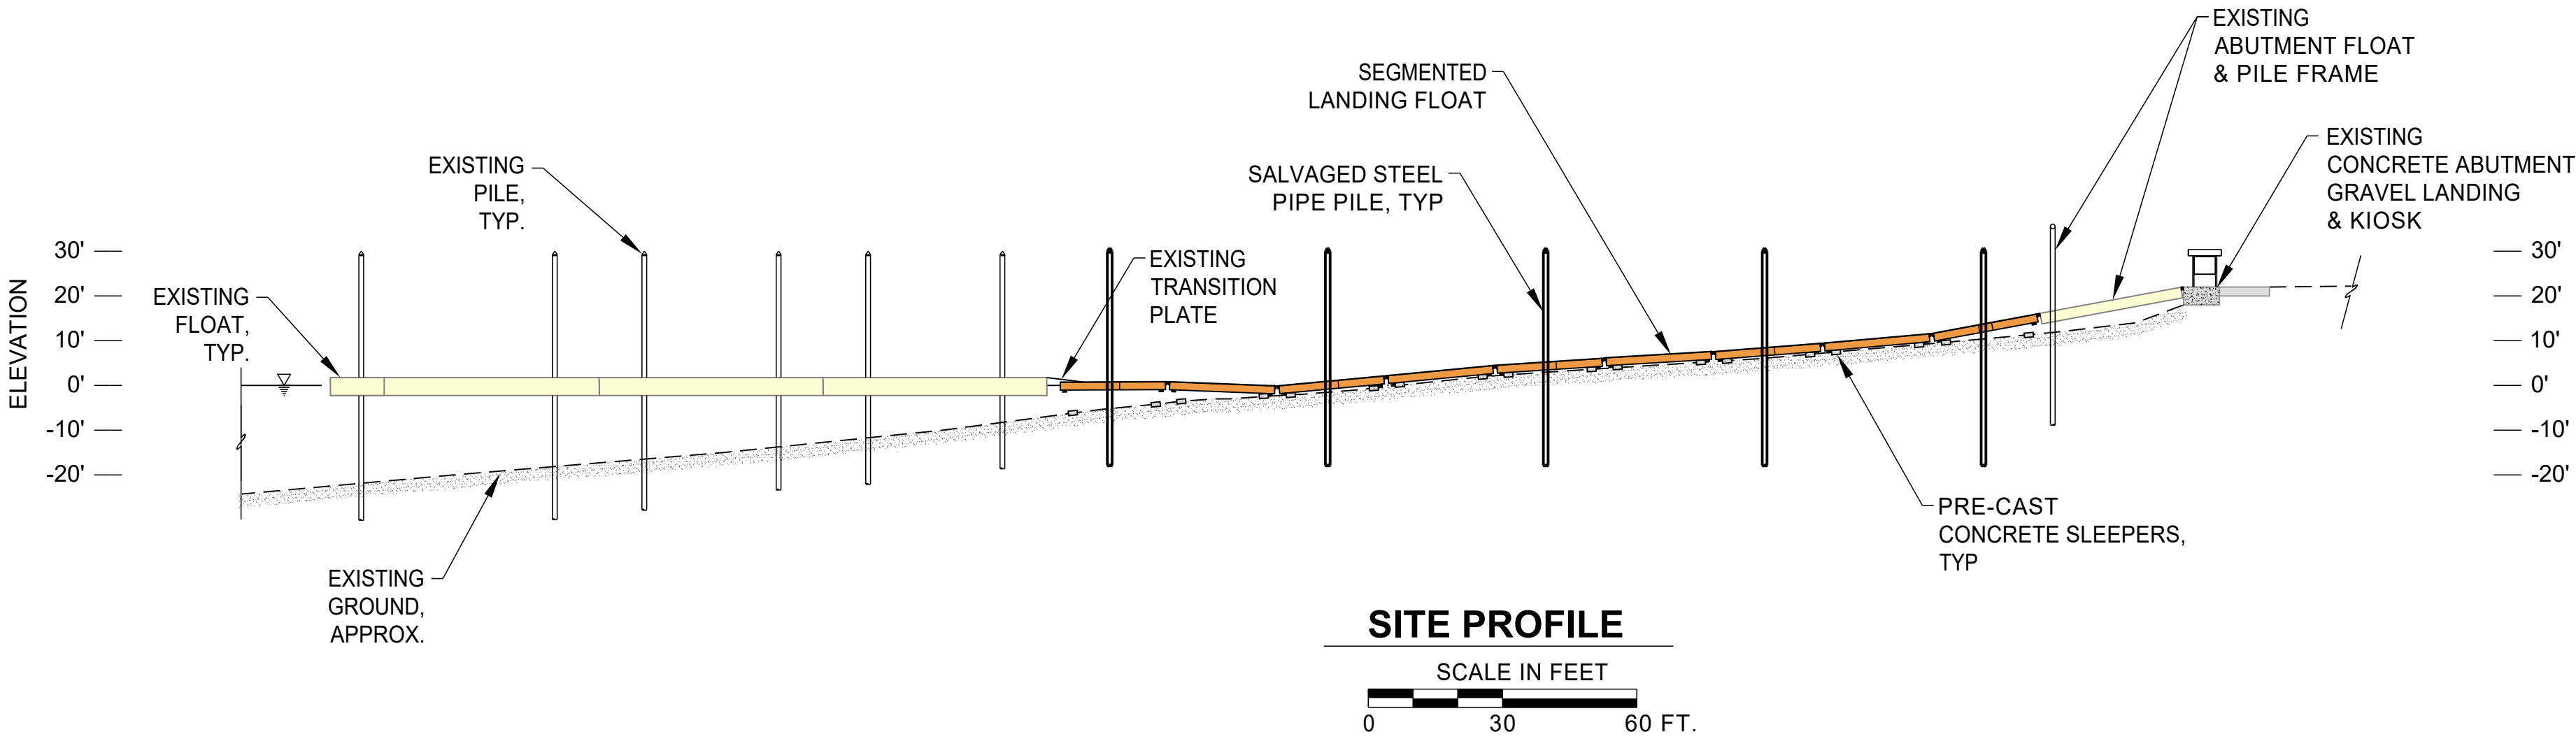 EXISTING
ABUTMENT FLOAT
& PILE FRAME
SEGMENTED
LANDING FLOAT
EXISTING
CONCRETE ABUTMENT
GRAVEL LANDING
& KIOSK
EXISTING
PILE,
TYP.
SALVAGED STEEL
PIPE PILE, TYP
EXISTING
TRANSITION
PLATE
EXISTING
FLOAT,
TYP.
ELEVATION
30'
20'
10'
0'
-10'
-20'
30'
20'
10'
0'
-10'
-20'
PRE-CAST
CONCRETE SLEEPERS,
TYP
EXISTING
GROUND,
APPROX.
SITE PROFILE
SCALE IN FEET
0 30 60 FT.